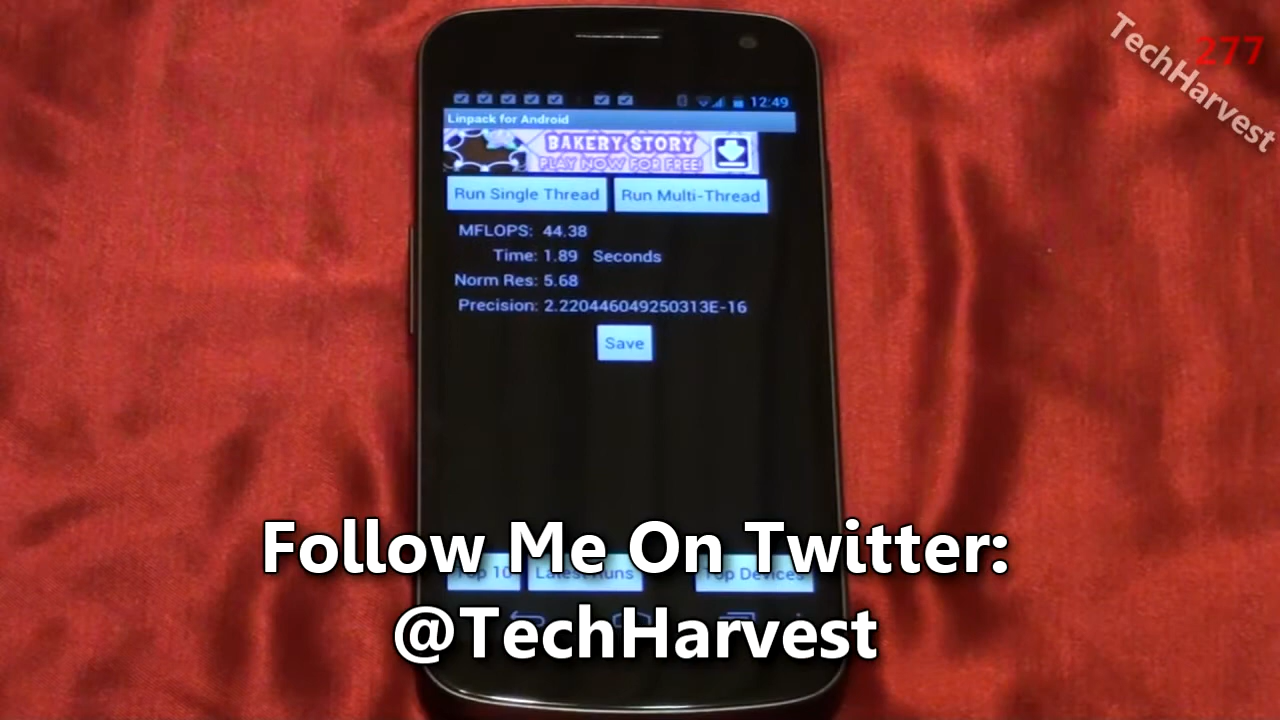 TechHarvest
277
12:49
Linpack for Android
BAKERY STORY
PLAY NOW FOR FREE!
Run Single Thread
Run Multi-Thread
MFLOPS: 44.38
Time: 1.89 Seconds
Norm Res: 5.68
Precision: 2.220446049250313E-16
Save
Follow Me On Twitter:
Top 10
Latest Runs
Top Devices
@TechHarvest